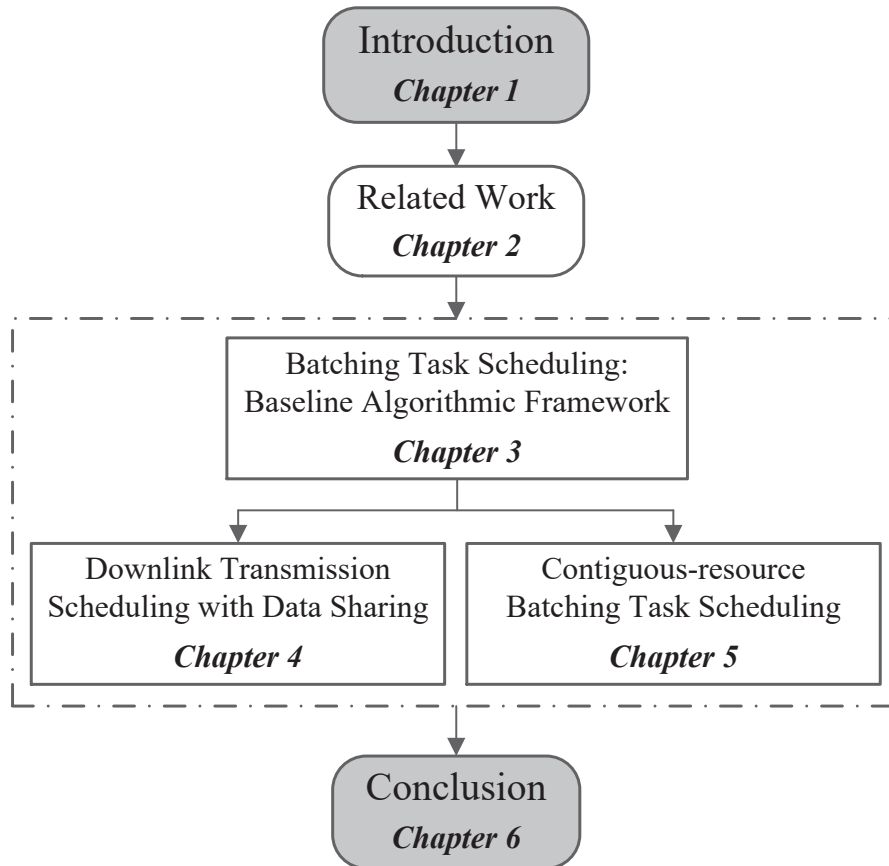 Introduction
Chapter 1
Related Work
Chapter 2
Batching Task Scheduling:
Baseline Algorithmic Framework
Chapter 3
Downlink Transmission
Scheduling with Data Sharing
Chapter 4
Contiguous-resource
Batching Task Scheduling
Chapter 5
Conclusion
Chapter 6